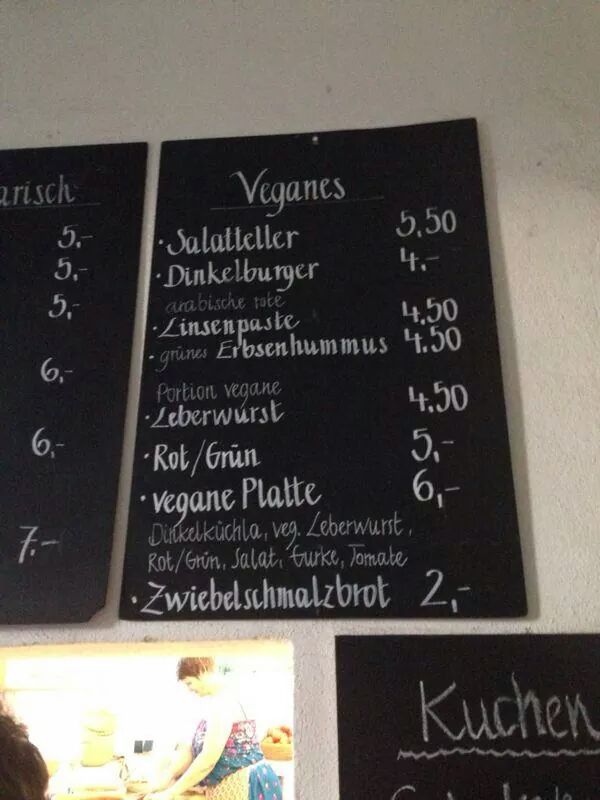 arisch
5,-
5,-
5,-
6,-
6,-
7.-
Veganes
· Salatteller 5,50
· Dinkelburger 4.-
arabische rote
· Linsenpaste 4.50
· grünes Erbsenhummus 4.50
Portion vegane
· Leberwurst 4.50
· Rot/Grün 5,-
· vegane Platte 6,-
Dinkelküchla, veg. Leberwurst,
Rot/Grün, Salat, Gurke, Tomate
· Zwiebelschmalzbrot 2,-
Kuchen